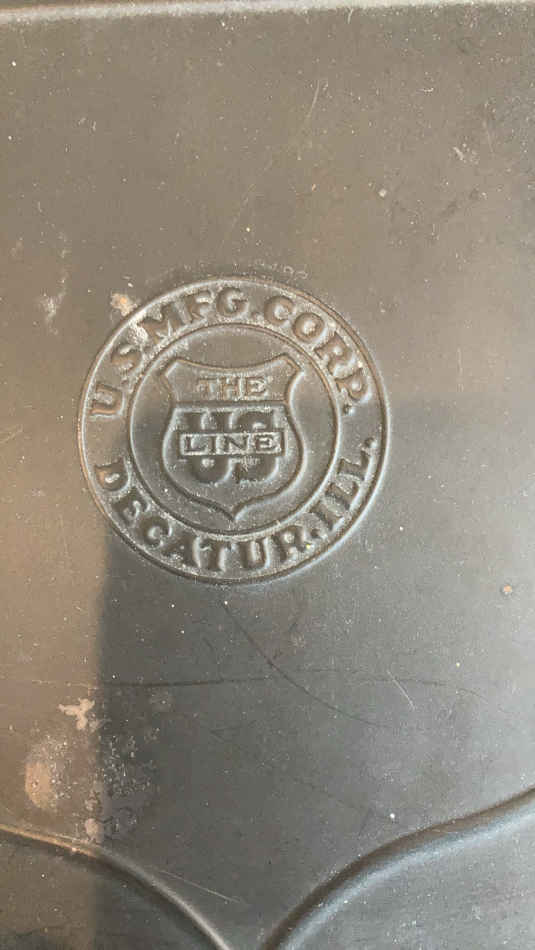 U.S. MFG. CORP.
THE
US
LINE
DECATUR. ILL.